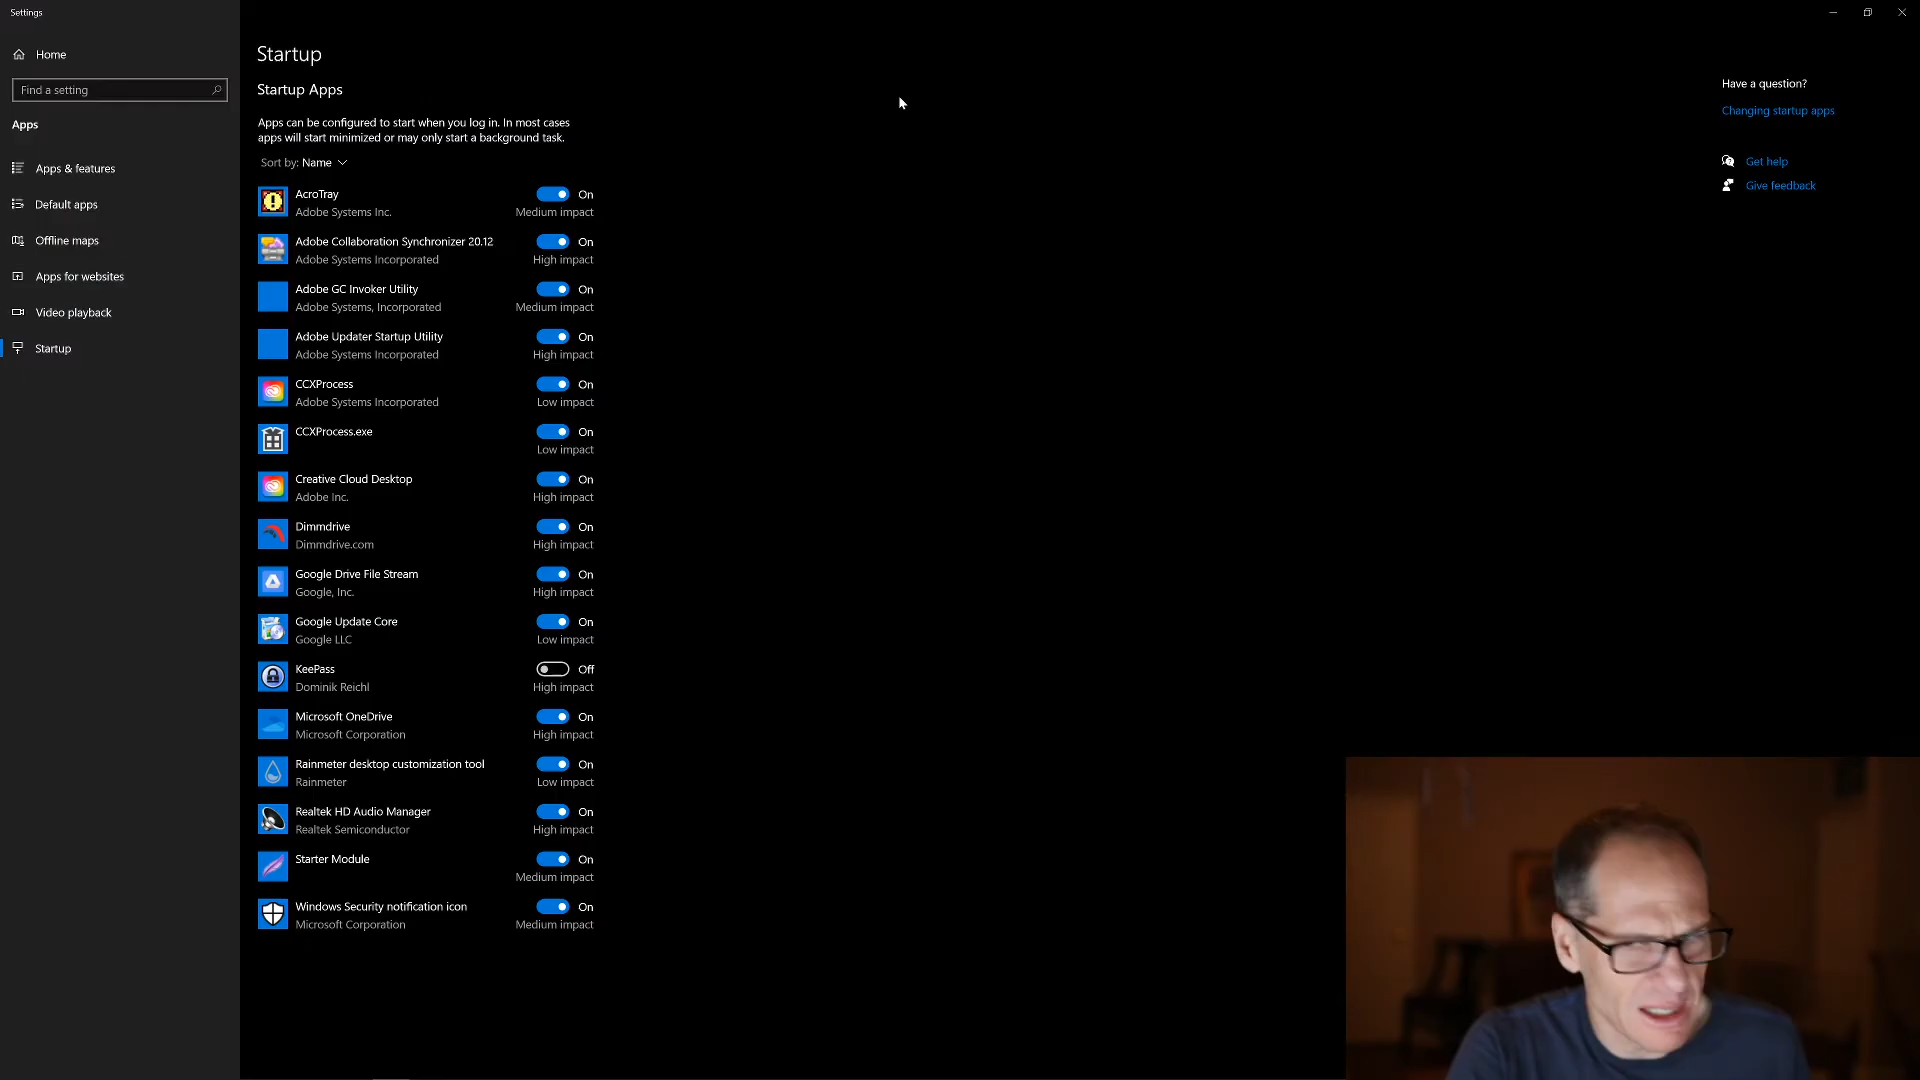 Settings
Home
Find a setting
Apps
Apps & features
Default apps
Offline maps
Apps for websites
Video playback
Startup
Startup
Startup Apps
Apps can be configured to start when you log in. In most cases
apps will start minimized or may only start a background task.
Sort by: Name
AcroTray On
Adobe Systems Inc. Medium impact
Adobe Collaboration Synchronizer 20.12 On
Adobe Systems Incorporated High impact
Adobe GC Invoker Utility On
Adobe Systems, Incorporated Medium impact
Adobe Updater Startup Utility On
Adobe Systems Incorporated High impact
CCXProcess On
Adobe Systems Incorporated Low impact
CCXProcess.exe On
Low impact
Creative Cloud Desktop On
Adobe Inc. High impact
Dimmdrive On
Dimmdrive.com High impact
Google Drive File Stream On
Google, Inc. High impact
Google Update Core On
Google LLC Low impact
KeePass Off
Dominik Reichl High impact
Microsoft OneDrive On
Microsoft Corporation High impact
Rainmeter desktop customization tool On
Rainmeter Low impact
Realtek HD Audio Manager On
Realtek Semiconductor High impact
Starter Module On
Medium impact
Windows Security notification icon On
Microsoft Corporation Medium impact
Have a question?
Changing startup apps
Get help
Give feedback